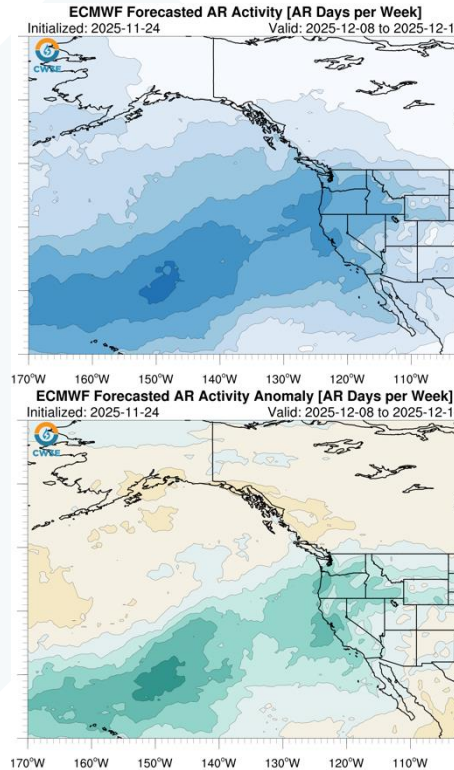 ECMWF Forecasted AR Activity [AR Days per Week]
Initialized: 2025-11-24 Valid: 2025-12-08 to 2025-12-1
CW3E
170°W 160°W 150°W 140°W 130°W 120°W 110°W
ECMWF Forecasted AR Activity Anomaly [AR Days per Week]
Initialized: 2025-11-24 Valid: 2025-12-08 to 2025-12-1
CW3E
170°W 160°W 150°W 140°W 130°W 120°W 110°W